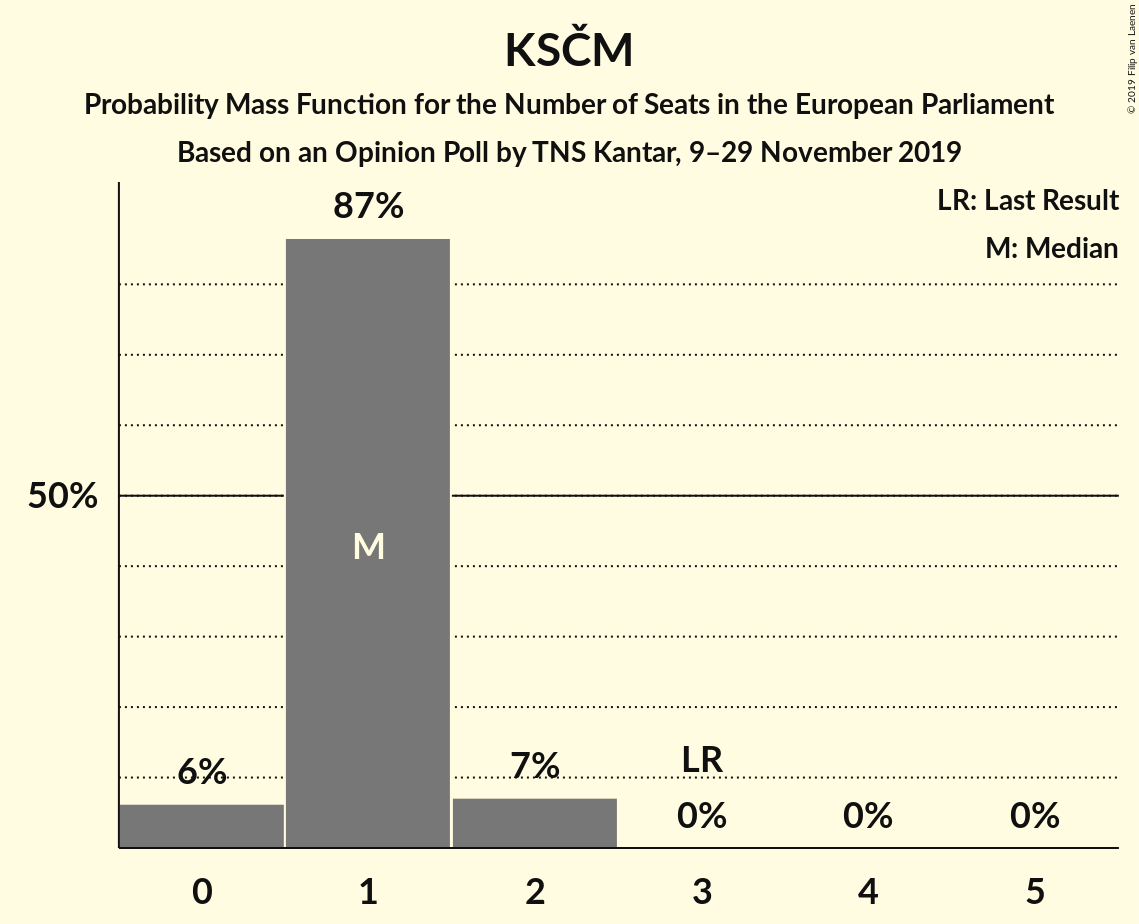 KSČM
Probability Mass Function for the Number of Seats in the European Parliament
Based on an Opinion Poll by TNS Kantar, 9–29 November 2019
© 2019 Filip van Laenen
LR: Last Result
M: Median
87%
50%
M
6%
7%
LR
0%
0%
0%
0 1 2 3 4 5